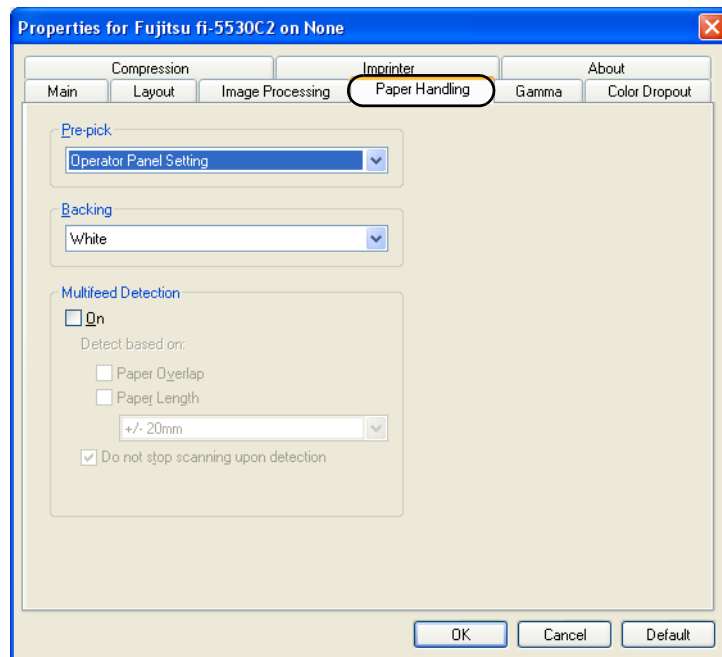 Properties for Fujitsu fi-5530C2 on None
Compression Imprinter About
Main Layout Image Processing Paper Handling Gamma Color Dropout
Pre-pick
Operator Panel Setting
Backing
White
Multifeed Detection
On
Detect based on:
Paper Overlap
Paper Length
+/- 20mm
Do not stop scanning upon detection
OK Cancel Default